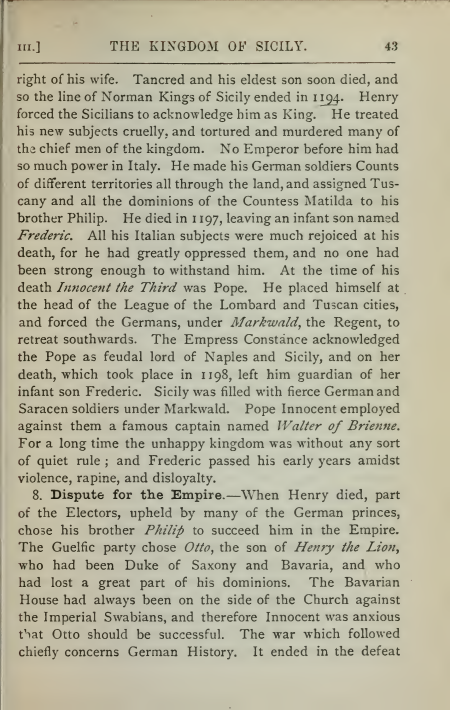 III.] THE KINGDOM OF SICILY. 43
right of his wife. Tancred and his eldest son soon died, and
so the line of Norman Kings of Sicily ended in 1194. Henry
forced the Sicilians to acknowledge him as King. He treated
his new subjects cruelly, and tortured and murdered many of
the chief men of the kingdom. No Emperor before him had
so much power in Italy. He made his German soldiers Counts
of different territories all through the land, and assigned Tus-
cany and all the dominions of the Countess Matilda to his
brother Philip. He died in 1197, leaving an infant son named
Frederic. All his Italian subjects were much rejoiced at his
death, for he had greatly oppressed them, and no one had
been strong enough to withstand him. At the time of his
death Innocent the Third was Pope. He placed himself at
the head of the League of the Lombard and Tuscan cities,
and forced the Germans, under Markwald, the Regent, to
retreat southwards. The Empress Constance acknowledged
the Pope as feudal lord of Naples and Sicily, and on her
death, which took place in 1198, left him guardian of her
infant son Frederic. Sicily was filled with fierce German and
Saracen soldiers under Markwald. Pope Innocent employed
against them a famous captain named Walter of Brienne.
For a long time the unhappy kingdom was without any sort
of quiet rule ; and Frederic passed his early years amidst
violence, rapine, and disloyalty.
8. Dispute for the Empire.—When Henry died, part
of the Electors, upheld by many of the German princes,
chose his brother Philip to succeed him in the Empire.
The Guelfic party chose Otto, the son of Henry the Lion,
who had been Duke of Saxony and Bavaria, and who
had lost a great part of his dominions. The Bavarian
House had always been on the side of the Church against
the Imperial Swabians, and therefore Innocent was anxious
that Otto should be successful. The war which followed
chiefly concerns German History. It ended in the defeat